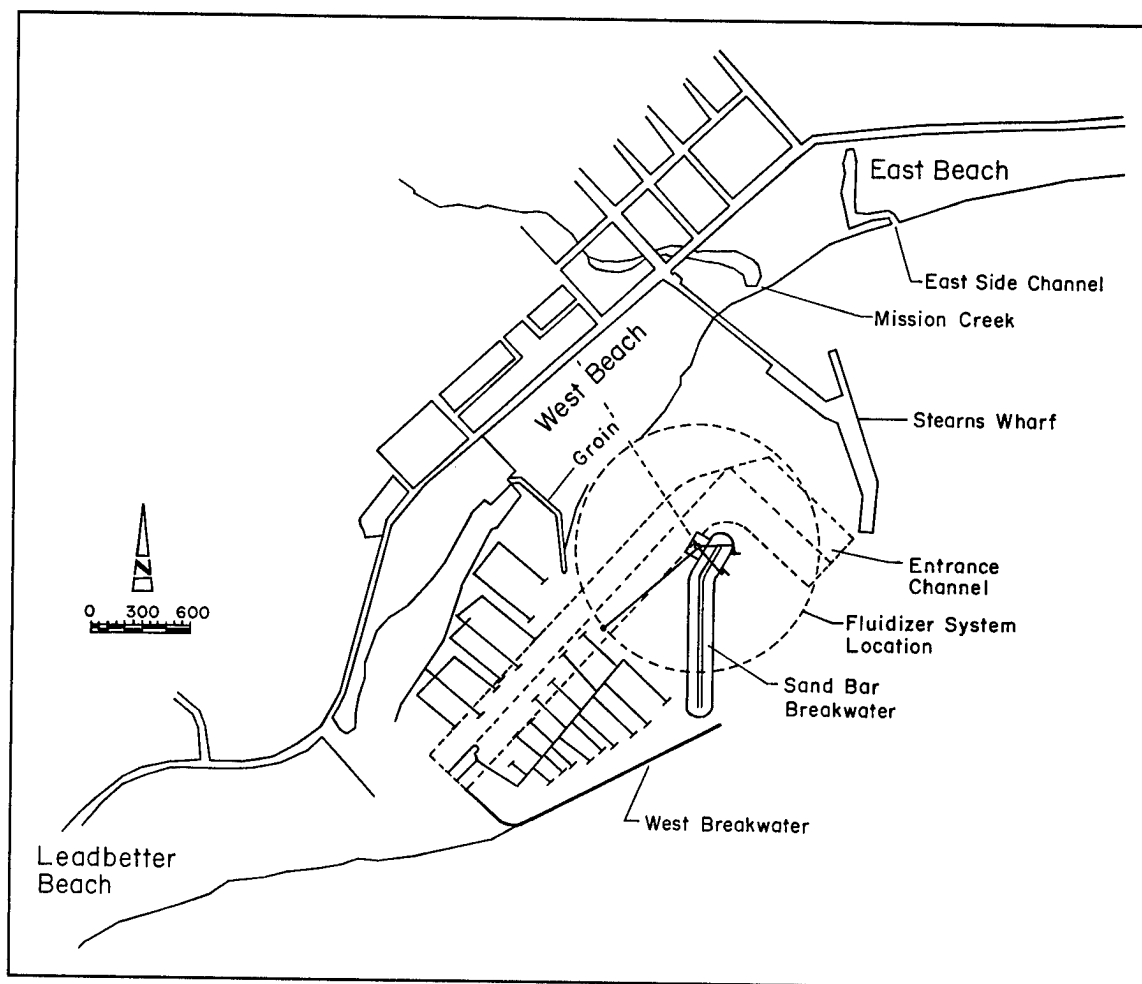 East Beach
East Side Channel
Mission Creek
West Beach
Stearns Wharf
Groin
N
0 300 600
Entrance
Channel
Fluidizer System
Location
Sand Bar
Breakwater
West Breakwater
Leadbetter
Beach